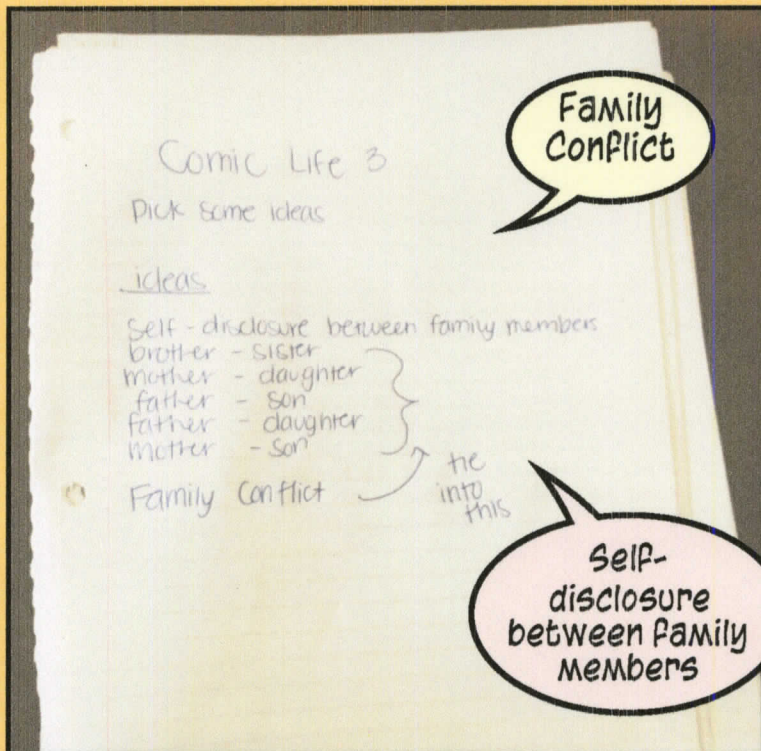 Family
Conflict
Comic Life 3
Pick some ideas
ideas
Self - disclosure between family members
brother - sister
mother - daughter
father - son
father - daughter
mother - son
Family Conflict
tie
into
this
Self-
disclosure
between family
members